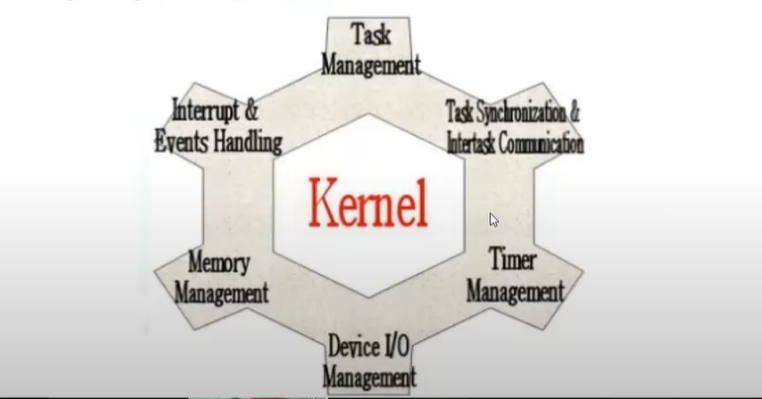 Task
Management
Interrupt &
Events Handling
Task Synchronization &
Intertask Communication
Kernel
Memory
Management
Timer
Management
Device I/O
Management